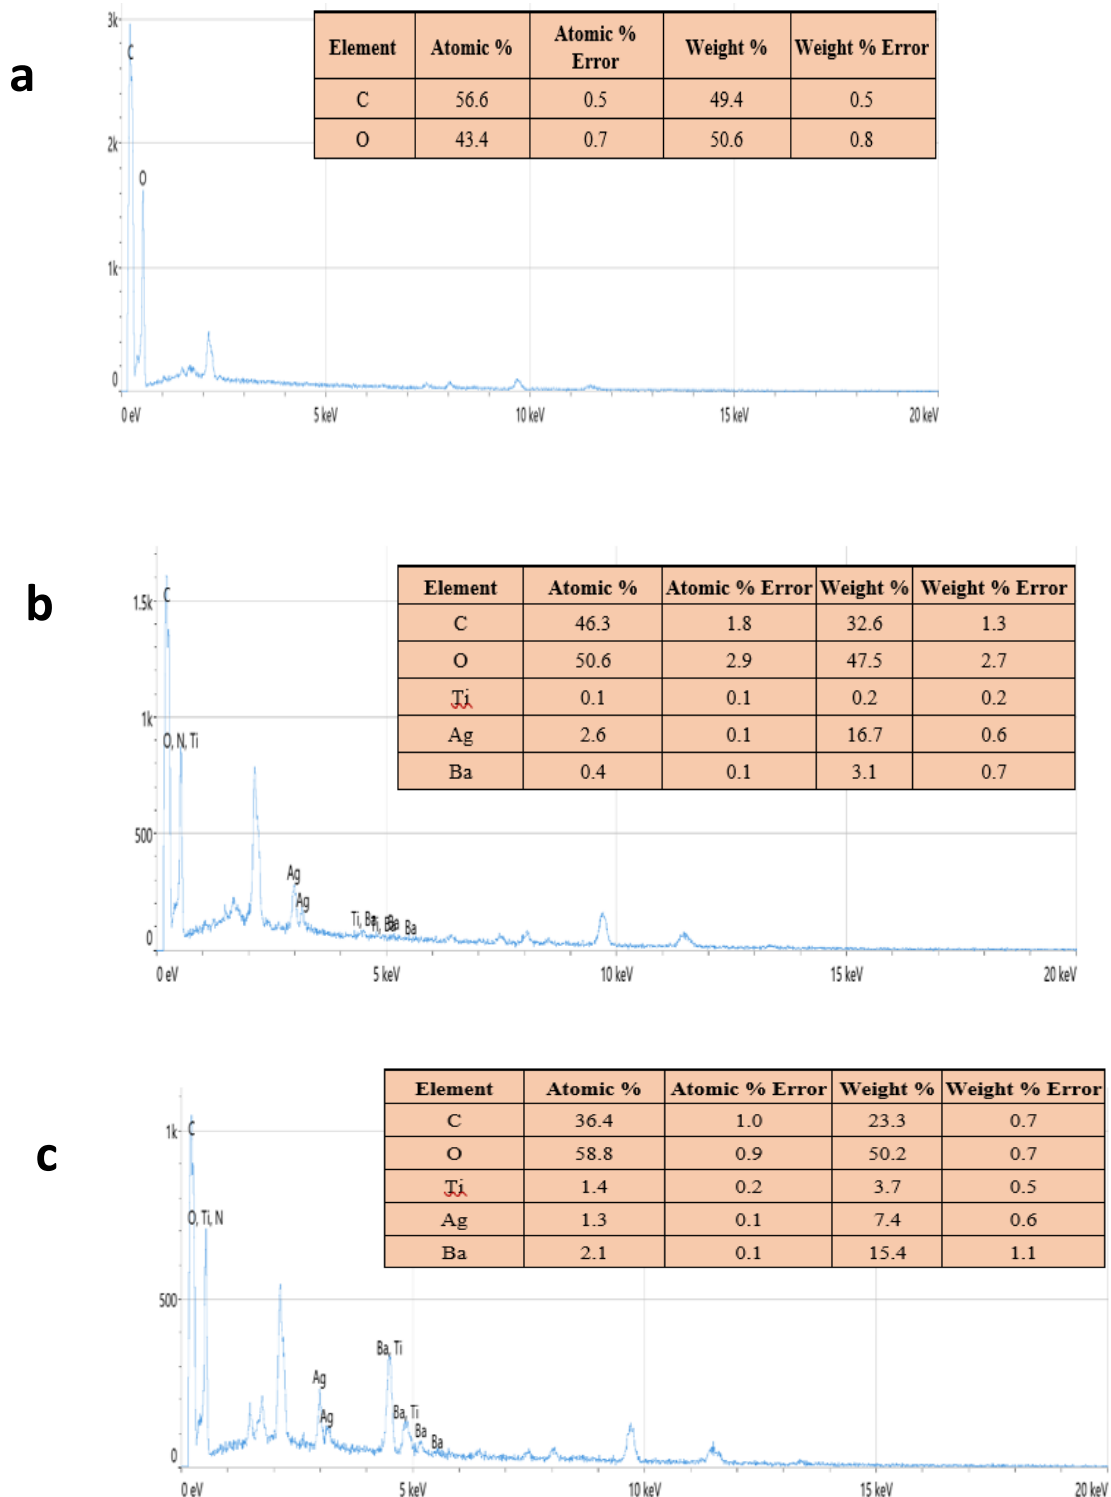 a
3k
2k
1k
0
C
O
Element Atomic % Atomic % Error Weight % Weight % Error
C 56.6 0.5 49.4 0.5
O 43.4 0.7 50.6 0.8
0 eV 5 keV 10 keV 15 keV 20 keV
b
1.5k
1k
500
0
C
O, N, Ti
Ag
Ag
Ti, Ba
Ti, Ba
Ba
Ba
Element Atomic % Atomic % Error Weight % Weight % Error
C 46.3 1.8 32.6 1.3
O 50.6 2.9 47.5 2.7
Ti 0.1 0.1 0.2 0.2
Ag 2.6 0.1 16.7 0.6
Ba 0.4 0.1 3.1 0.7
0 eV 5 keV 10 keV 15 keV 20 keV
c
1k
500
0
C
O, Ti, N
Ag
Ag
Ba, Ti
Ba, Ti
Ba
Ba
Element Atomic % Atomic % Error Weight % Weight % Error
C 36.4 1.0 23.3 0.7
O 58.8 0.9 50.2 0.7
Ti 1.4 0.2 3.7 0.5
Ag 1.3 0.1 7.4 0.6
Ba 2.1 0.1 15.4 1.1
0 eV 5 keV 10 keV 15 keV 20 keV